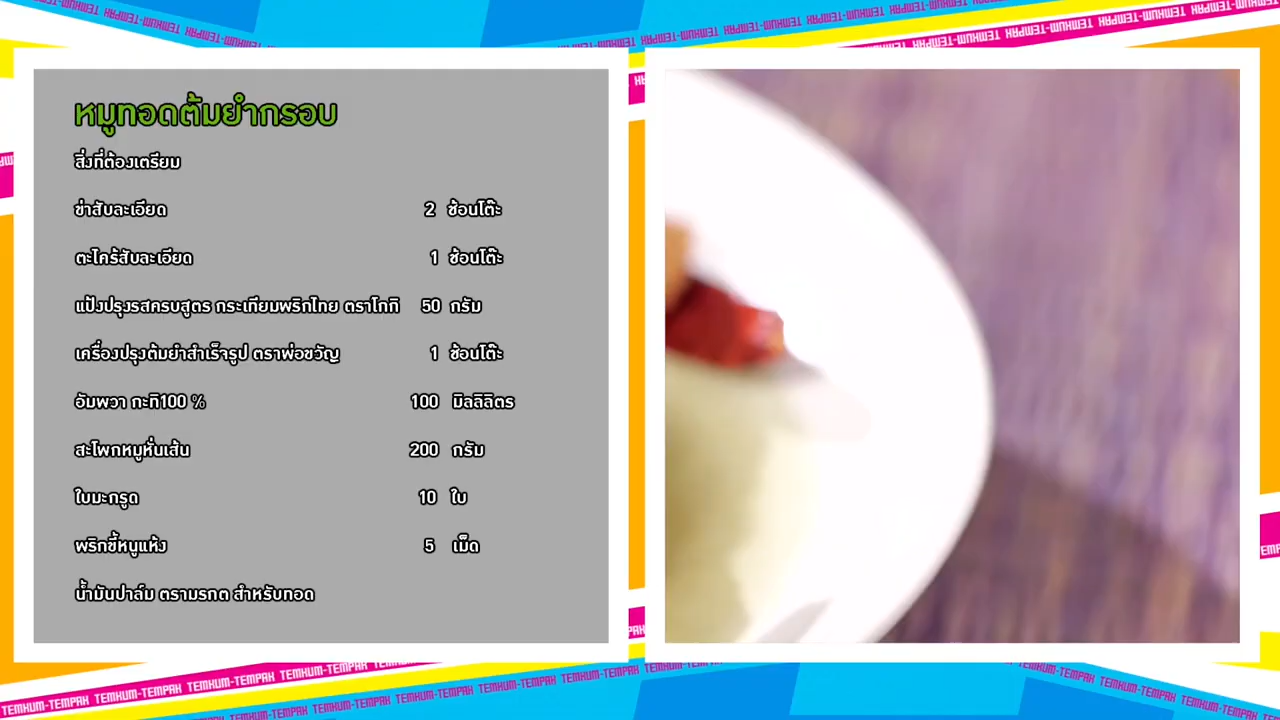 หมูทอดต้มยำกรอบ
สิ่งที่ต้องเตรียม
ข่าสับละเอียด 2 ช้อนโต๊ะ
ตะไคร้สับละเอียด 1 ช้อนโต๊ะ
แป้งปรุงรสครบสูตร กระเทียมพริกไทย ตราโกกิ 50 กรัม
เครื่องปรุงต้มยำสำเร็จรูป ตราพ่อขวัญ 1 ช้อนโต๊ะ
อัมพวา กะทิ100 % 100 มิลลิลิตร
สะโพกหมูหั่นเส้น 200 กรัม
ใบมะกรูด 10 ใบ
พริกขี้หนูแห้ง 5 เม็ด
น้ำมันปาล์ม ตรามรกต สำหรับทอด
TEMKUM-TEMPAK TEMKUM-TEMPAK TEMKUM-TEMPAK TEMKUM-TEMPAK